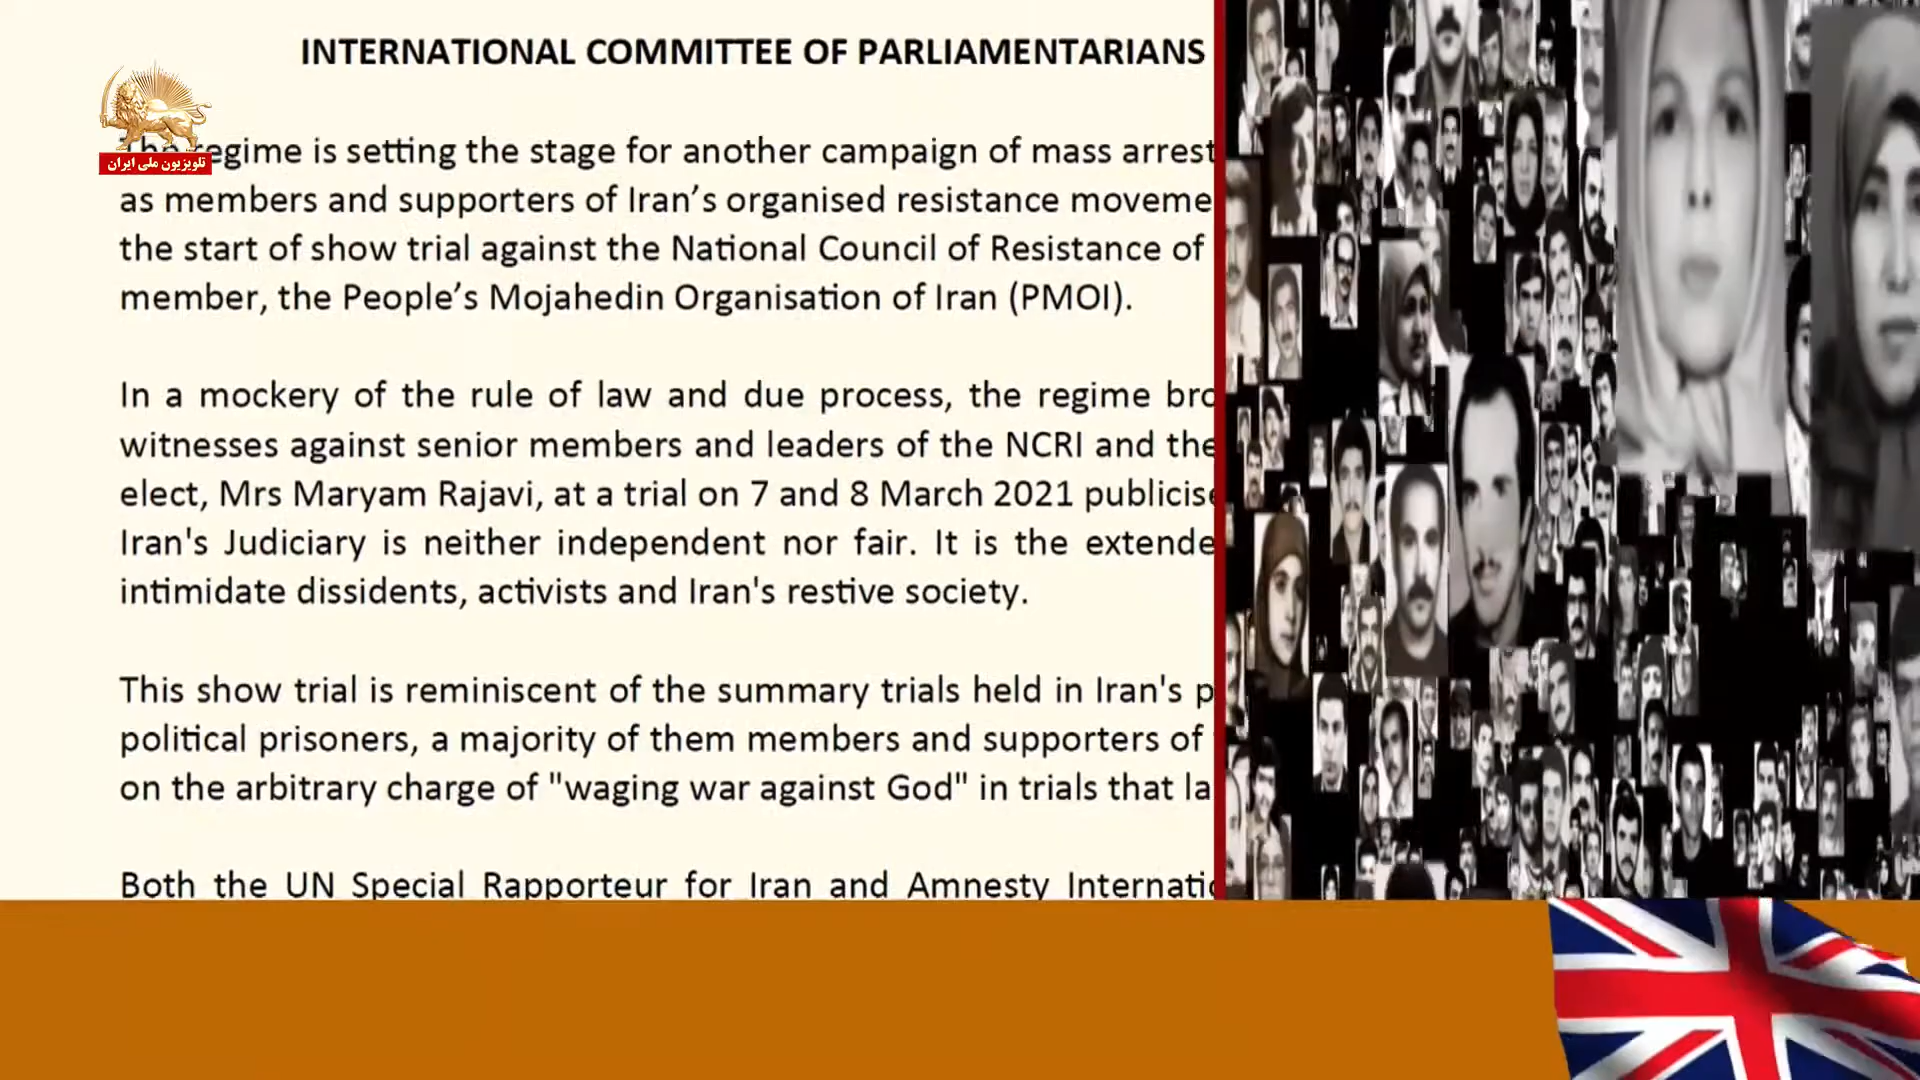 INTERNATIONAL COMMITTEE OF PARLIAMENTARIANS
تلویزیون ملی ایران
regime is setting the stage for another campaign of mass arrest
as members and supporters of Iran’s organised resistance moveme
the start of show trial against the National Council of Resistance of
member, the People’s Mojahedin Organisation of Iran (PMOI).
In a mockery of the rule of law and due process, the regime bro
witnesses against senior members and leaders of the NCRI and the
elect, Mrs Maryam Rajavi, at a trial on 7 and 8 March 2021 publicise
Iran's Judiciary is neither independent nor fair. It is the extende
intimidate dissidents, activists and Iran's restive society.
This show trial is reminiscent of the summary trials held in Iran's p
political prisoners, a majority of them members and supporters of
on the arbitrary charge of "waging war against God" in trials that la
Both the UN Special Rapporteur for Iran and Amnesty Internatio